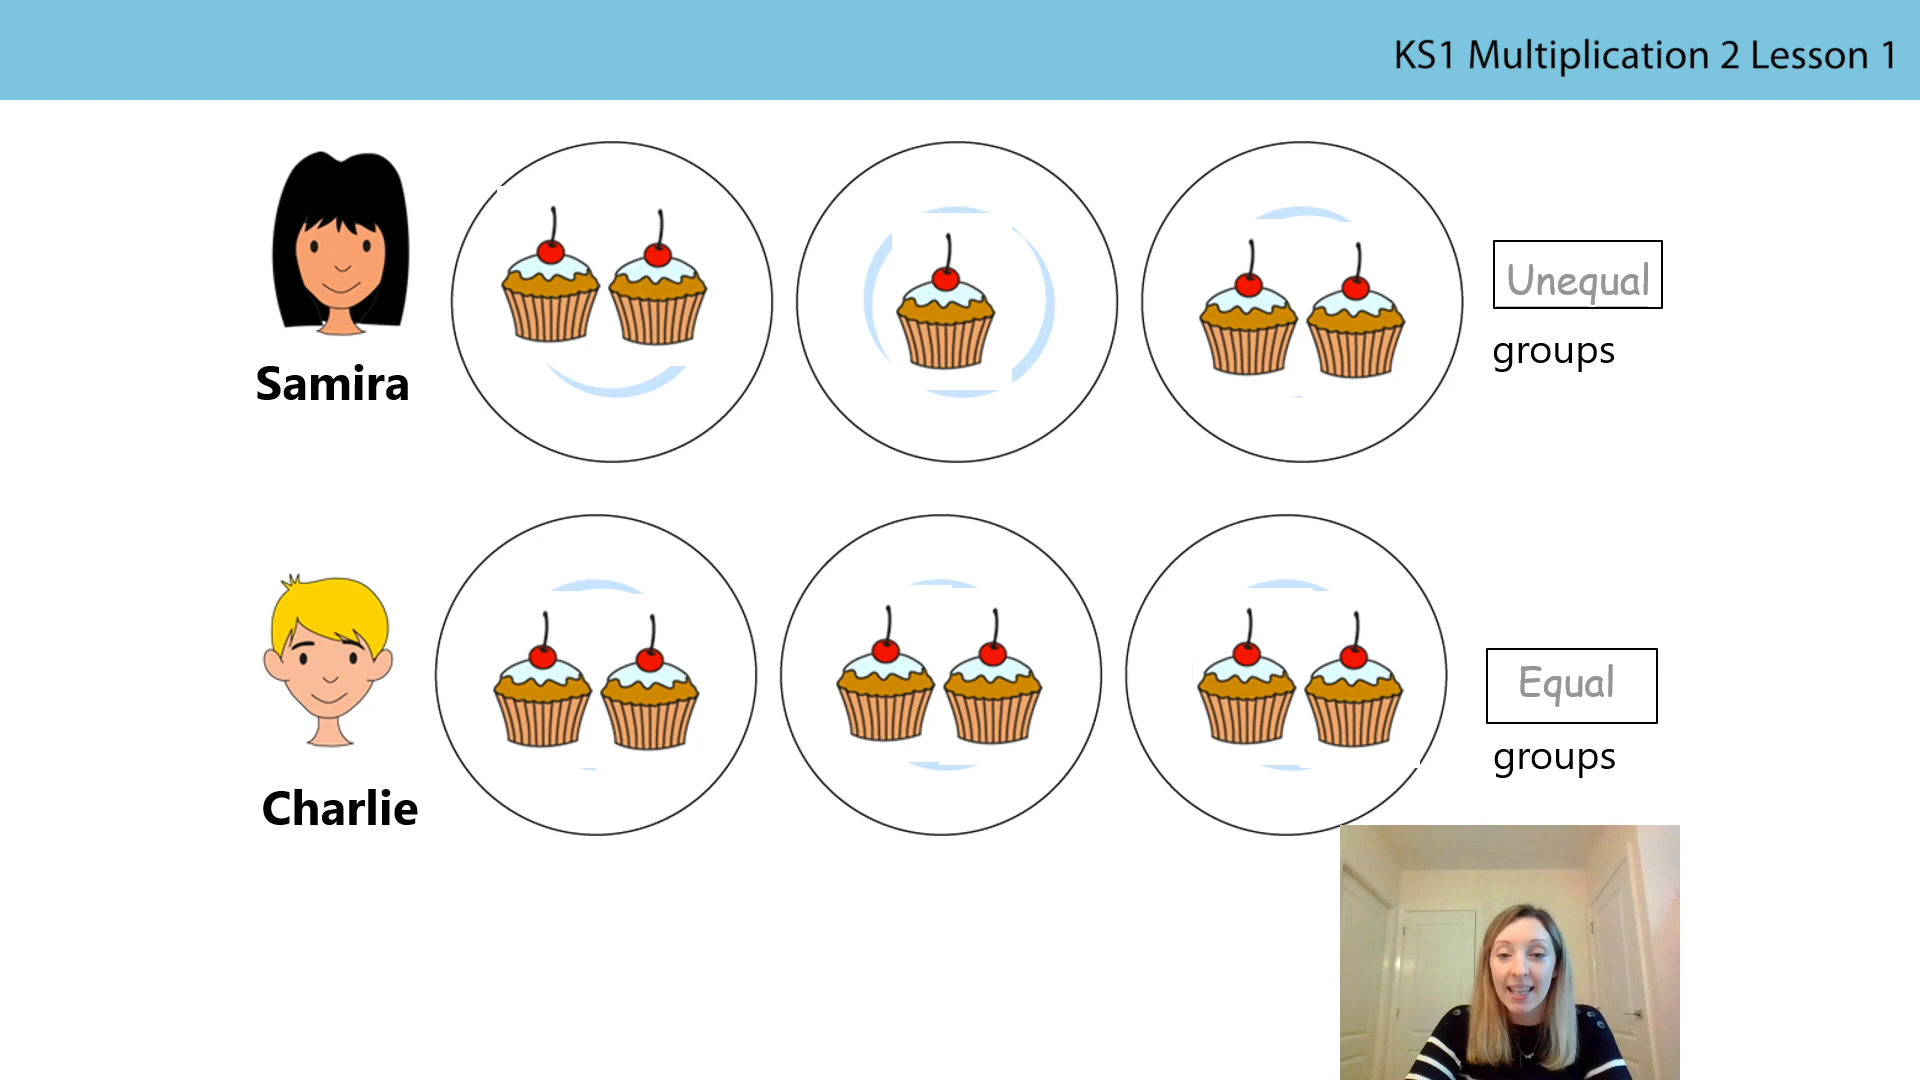 KS1 Multiplication 2 Lesson 1
Unequal
groups
Samira
Equal
groups
Charlie